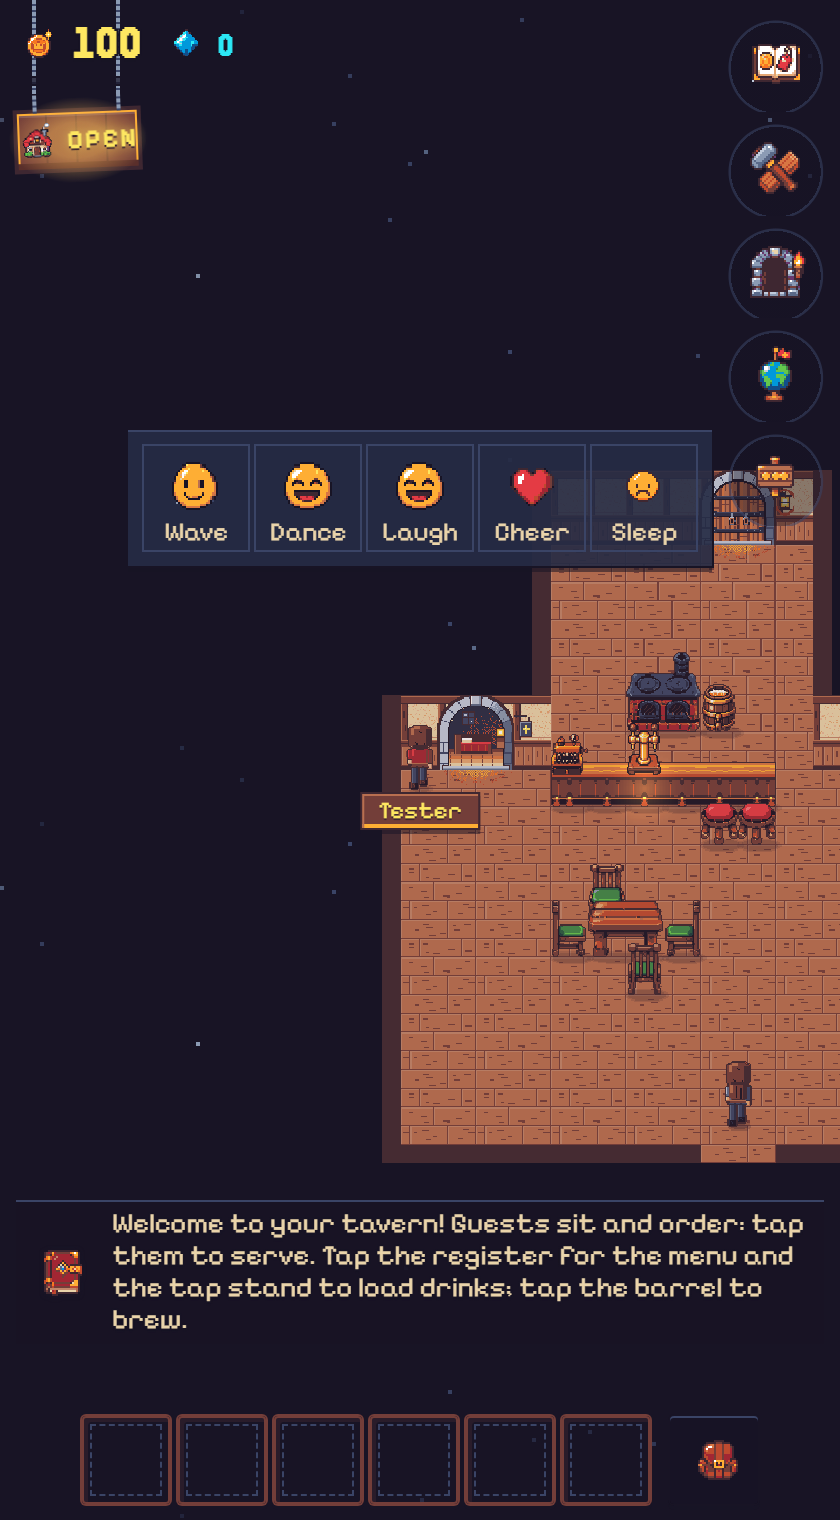 100
0
OPEN
Wave
Dance
Laugh
Cheer
Sleep
Tester
Welcome to your tavern! Guests sit and order: tap
them to serve. Tap the register for the menu and
the tap stand to load drinks; tap the barrel to
brew.